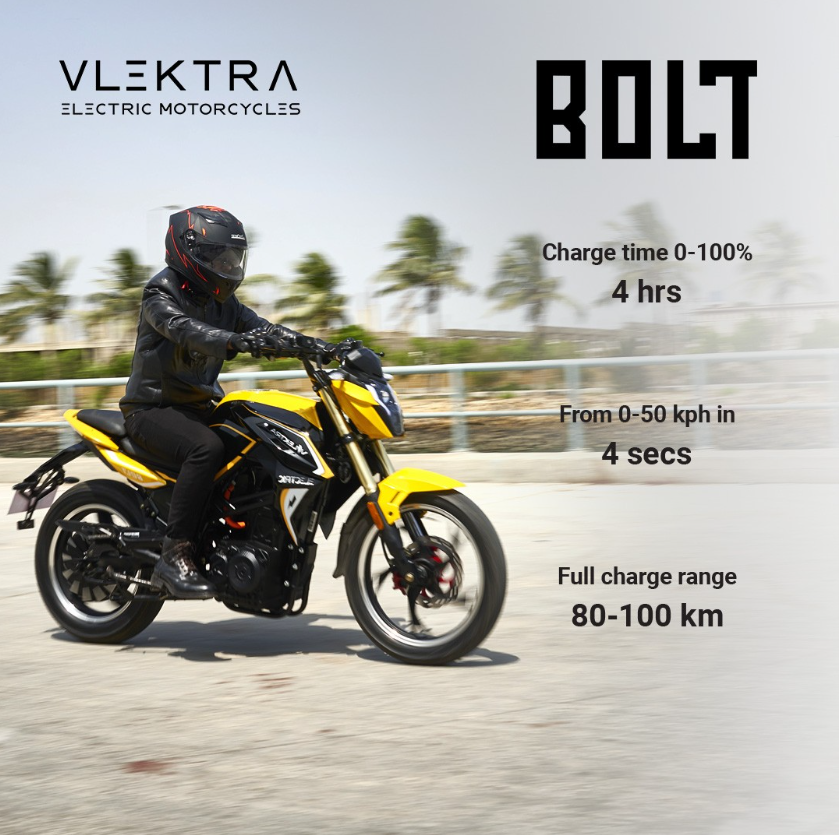 VLEKTRA
ELECTRIC MOTORCYCLES
BOLT
Charge time 0-100%
4 hrs
From 0-50 kph in
4 secs
Full charge range
80-100 km